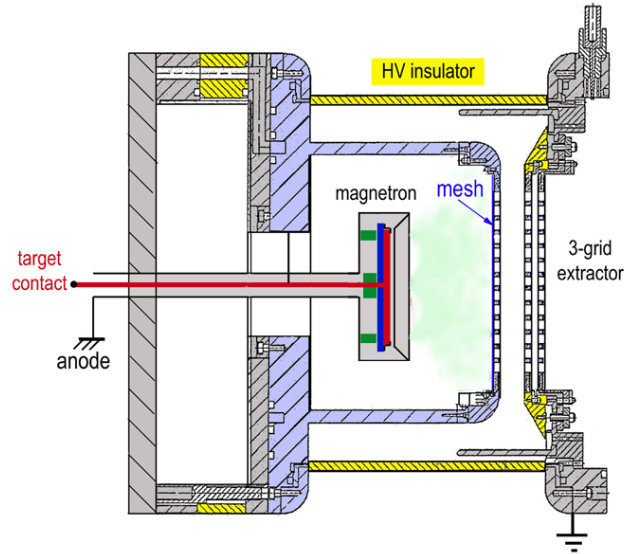 HV insulator
magnetron
mesh
3-grid
extractor
target
contact
anode